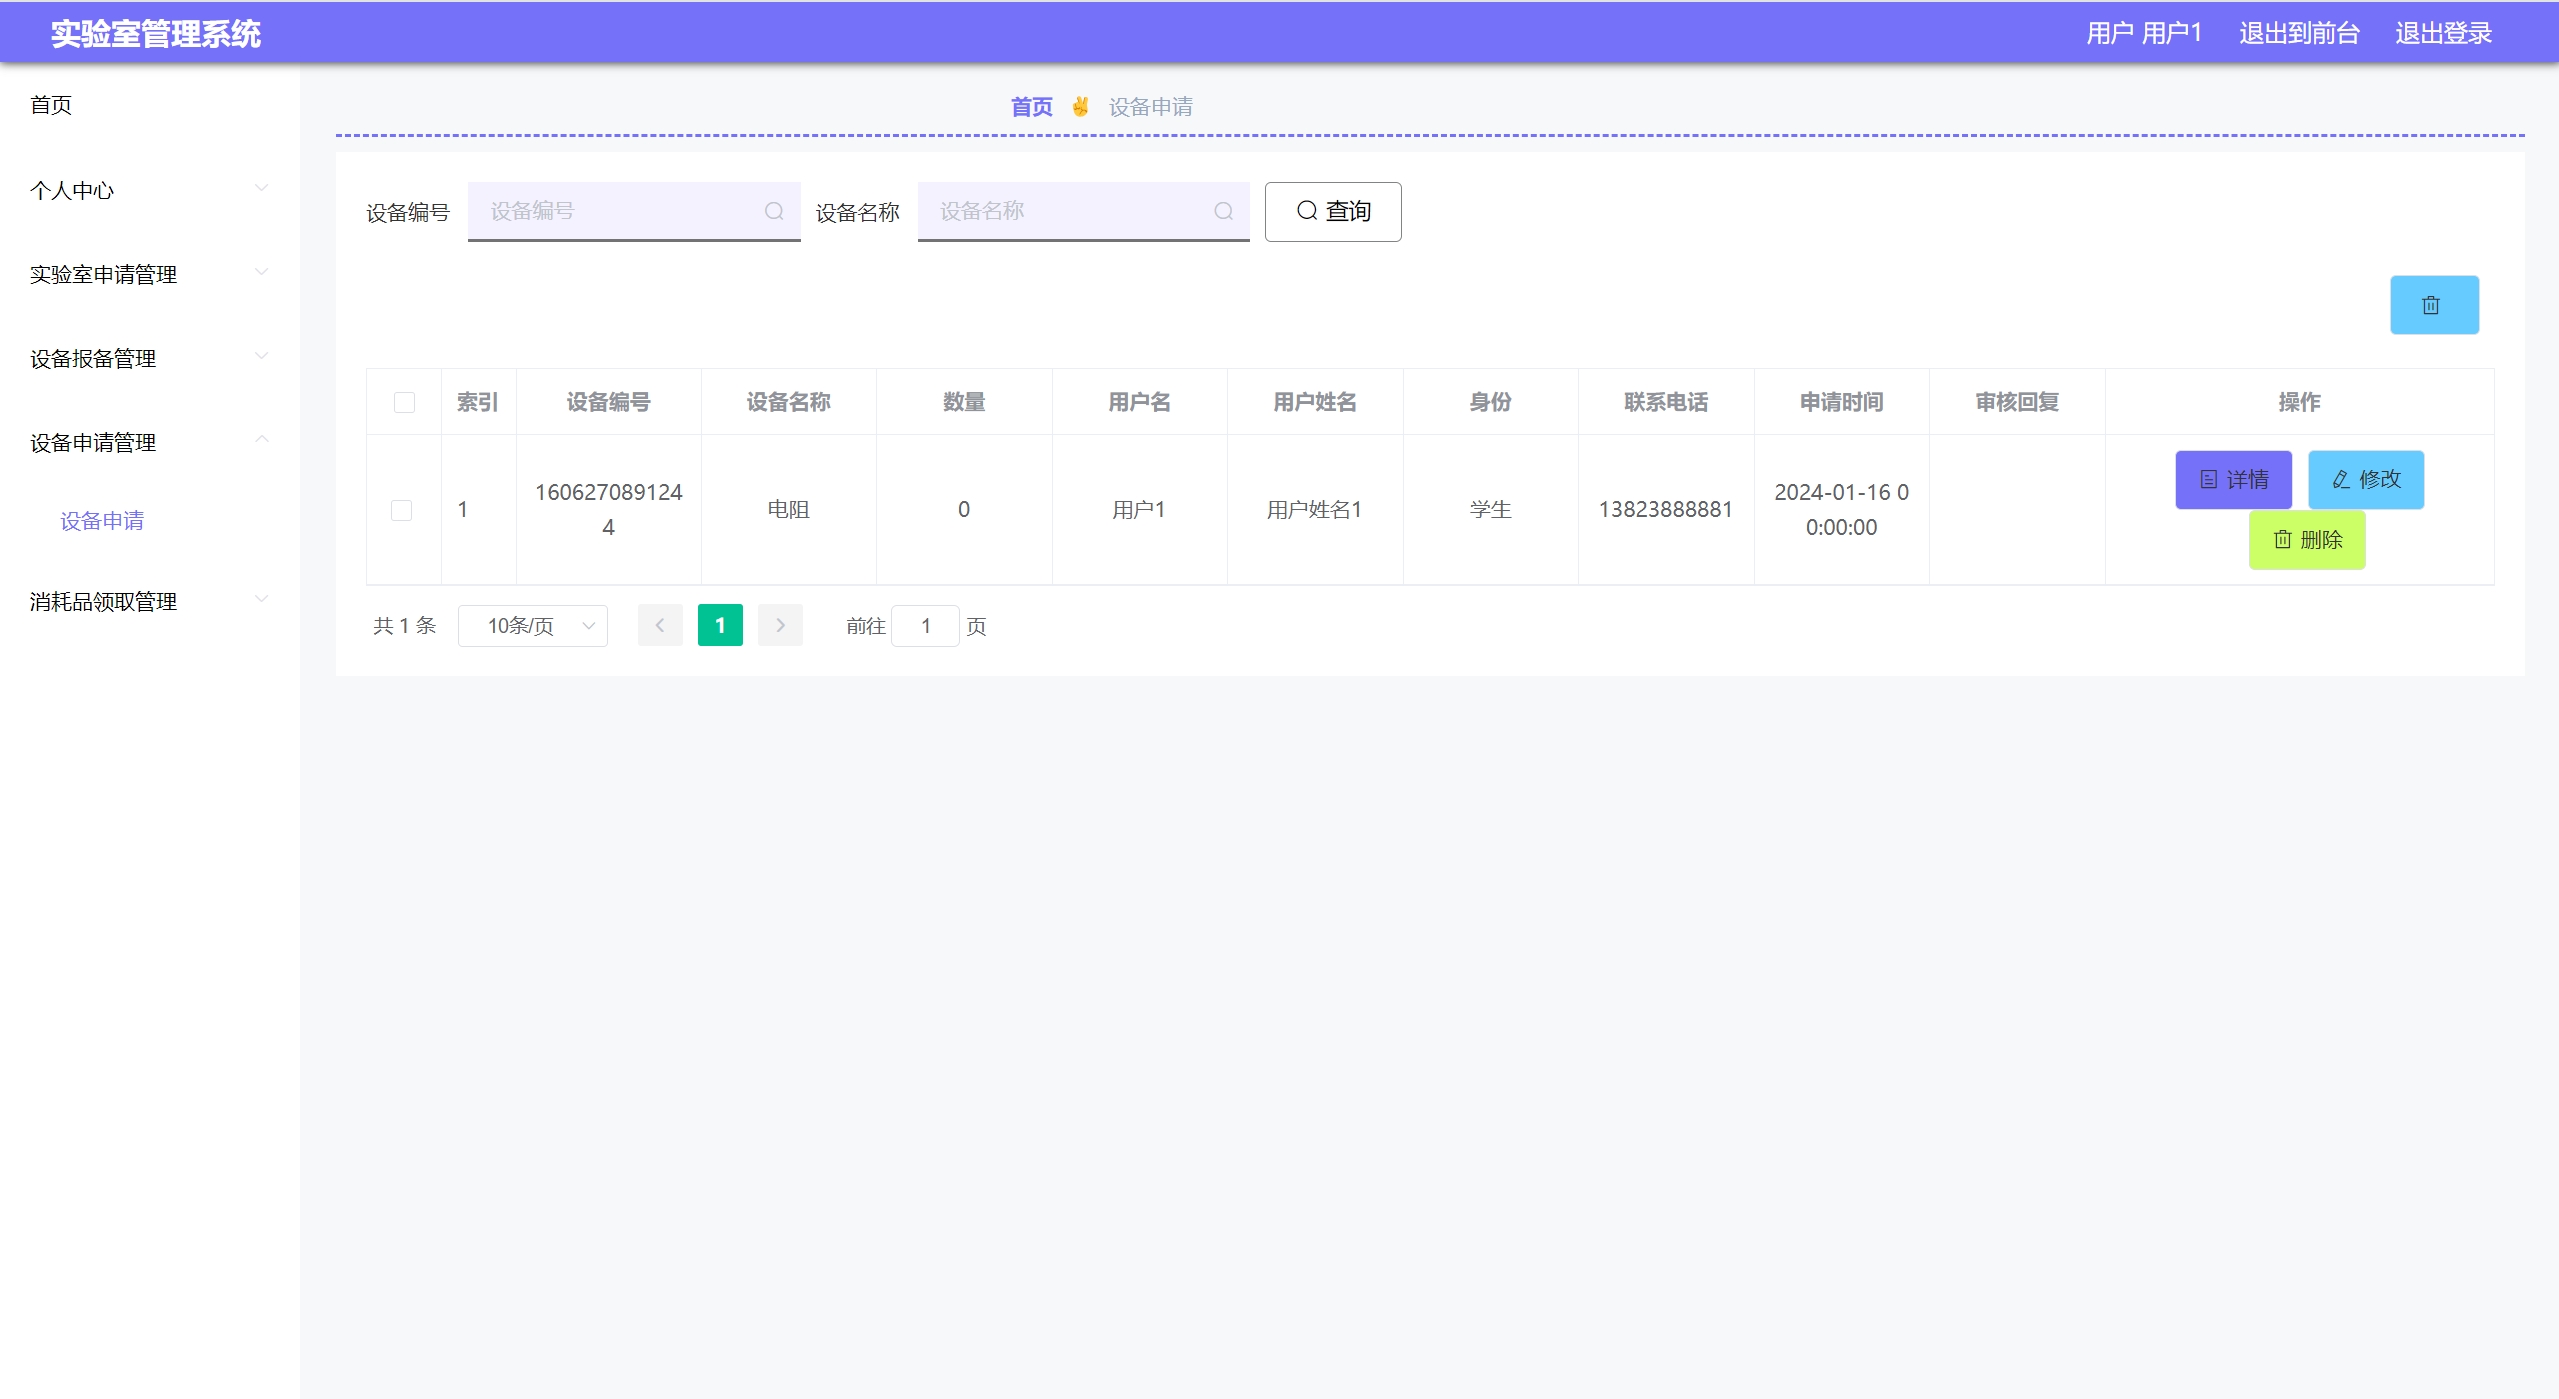 实验室管理系统
用户 用户1 退出到前台 退出登录
首页
个人中心
实验室申请管理
设备报备管理
设备申请管理
设备申请
消耗品领取管理
首页 ✌ 设备申请
设备编号 设备编号 设备名称 设备名称 查询
索引 设备编号 设备名称 数量 用户名 用户姓名 身份 联系电话 申请时间 审核回复 操作
1 160627089124 电阻 0 用户1 用户姓名1 学生 13823888881 2024-01-16 0 详情 修改
4 0:00:00 删除
共 1 条 10条/页 1 前往 1 页